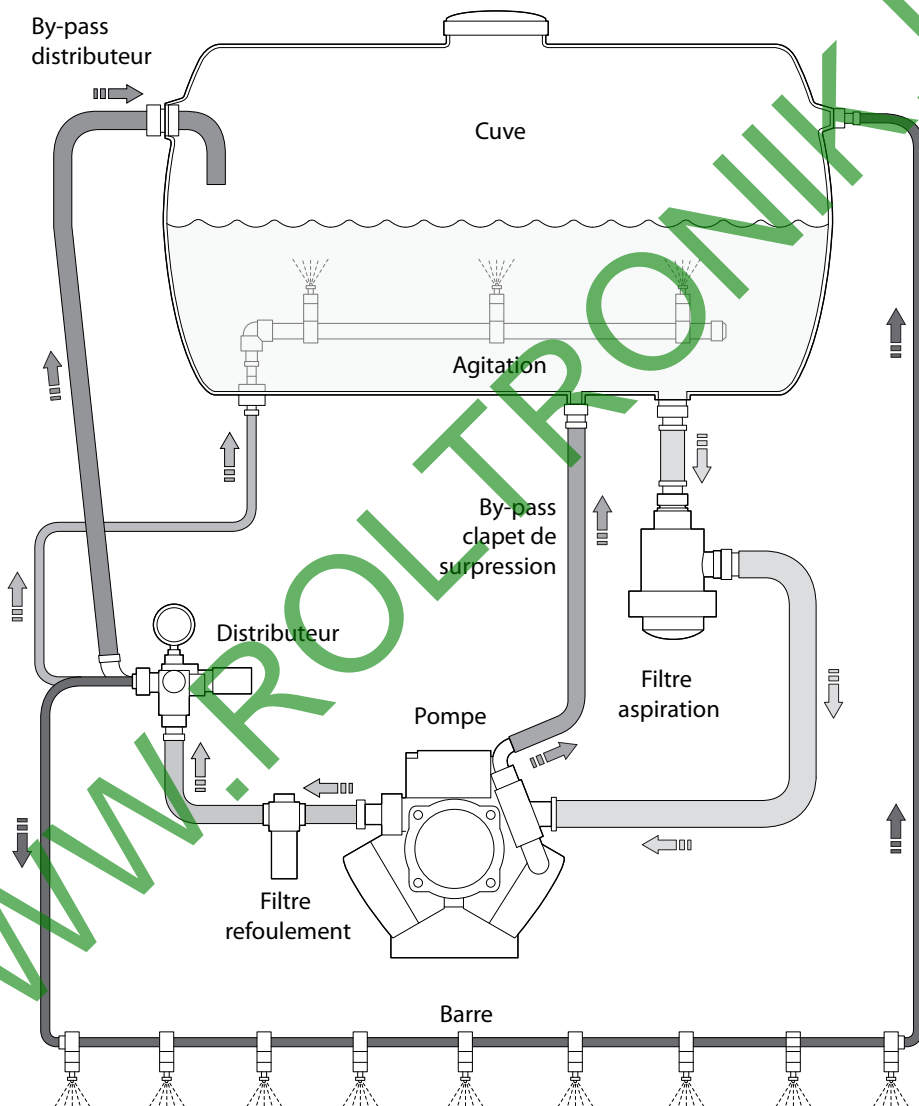 By-pass
distributeur
Cuve
Agitation
By-pass
clapet de
surpression
Distributeur
Filtre
aspiration
Pompe
Filtre
refoulement
Barre
WWW.ROLTRONIK.